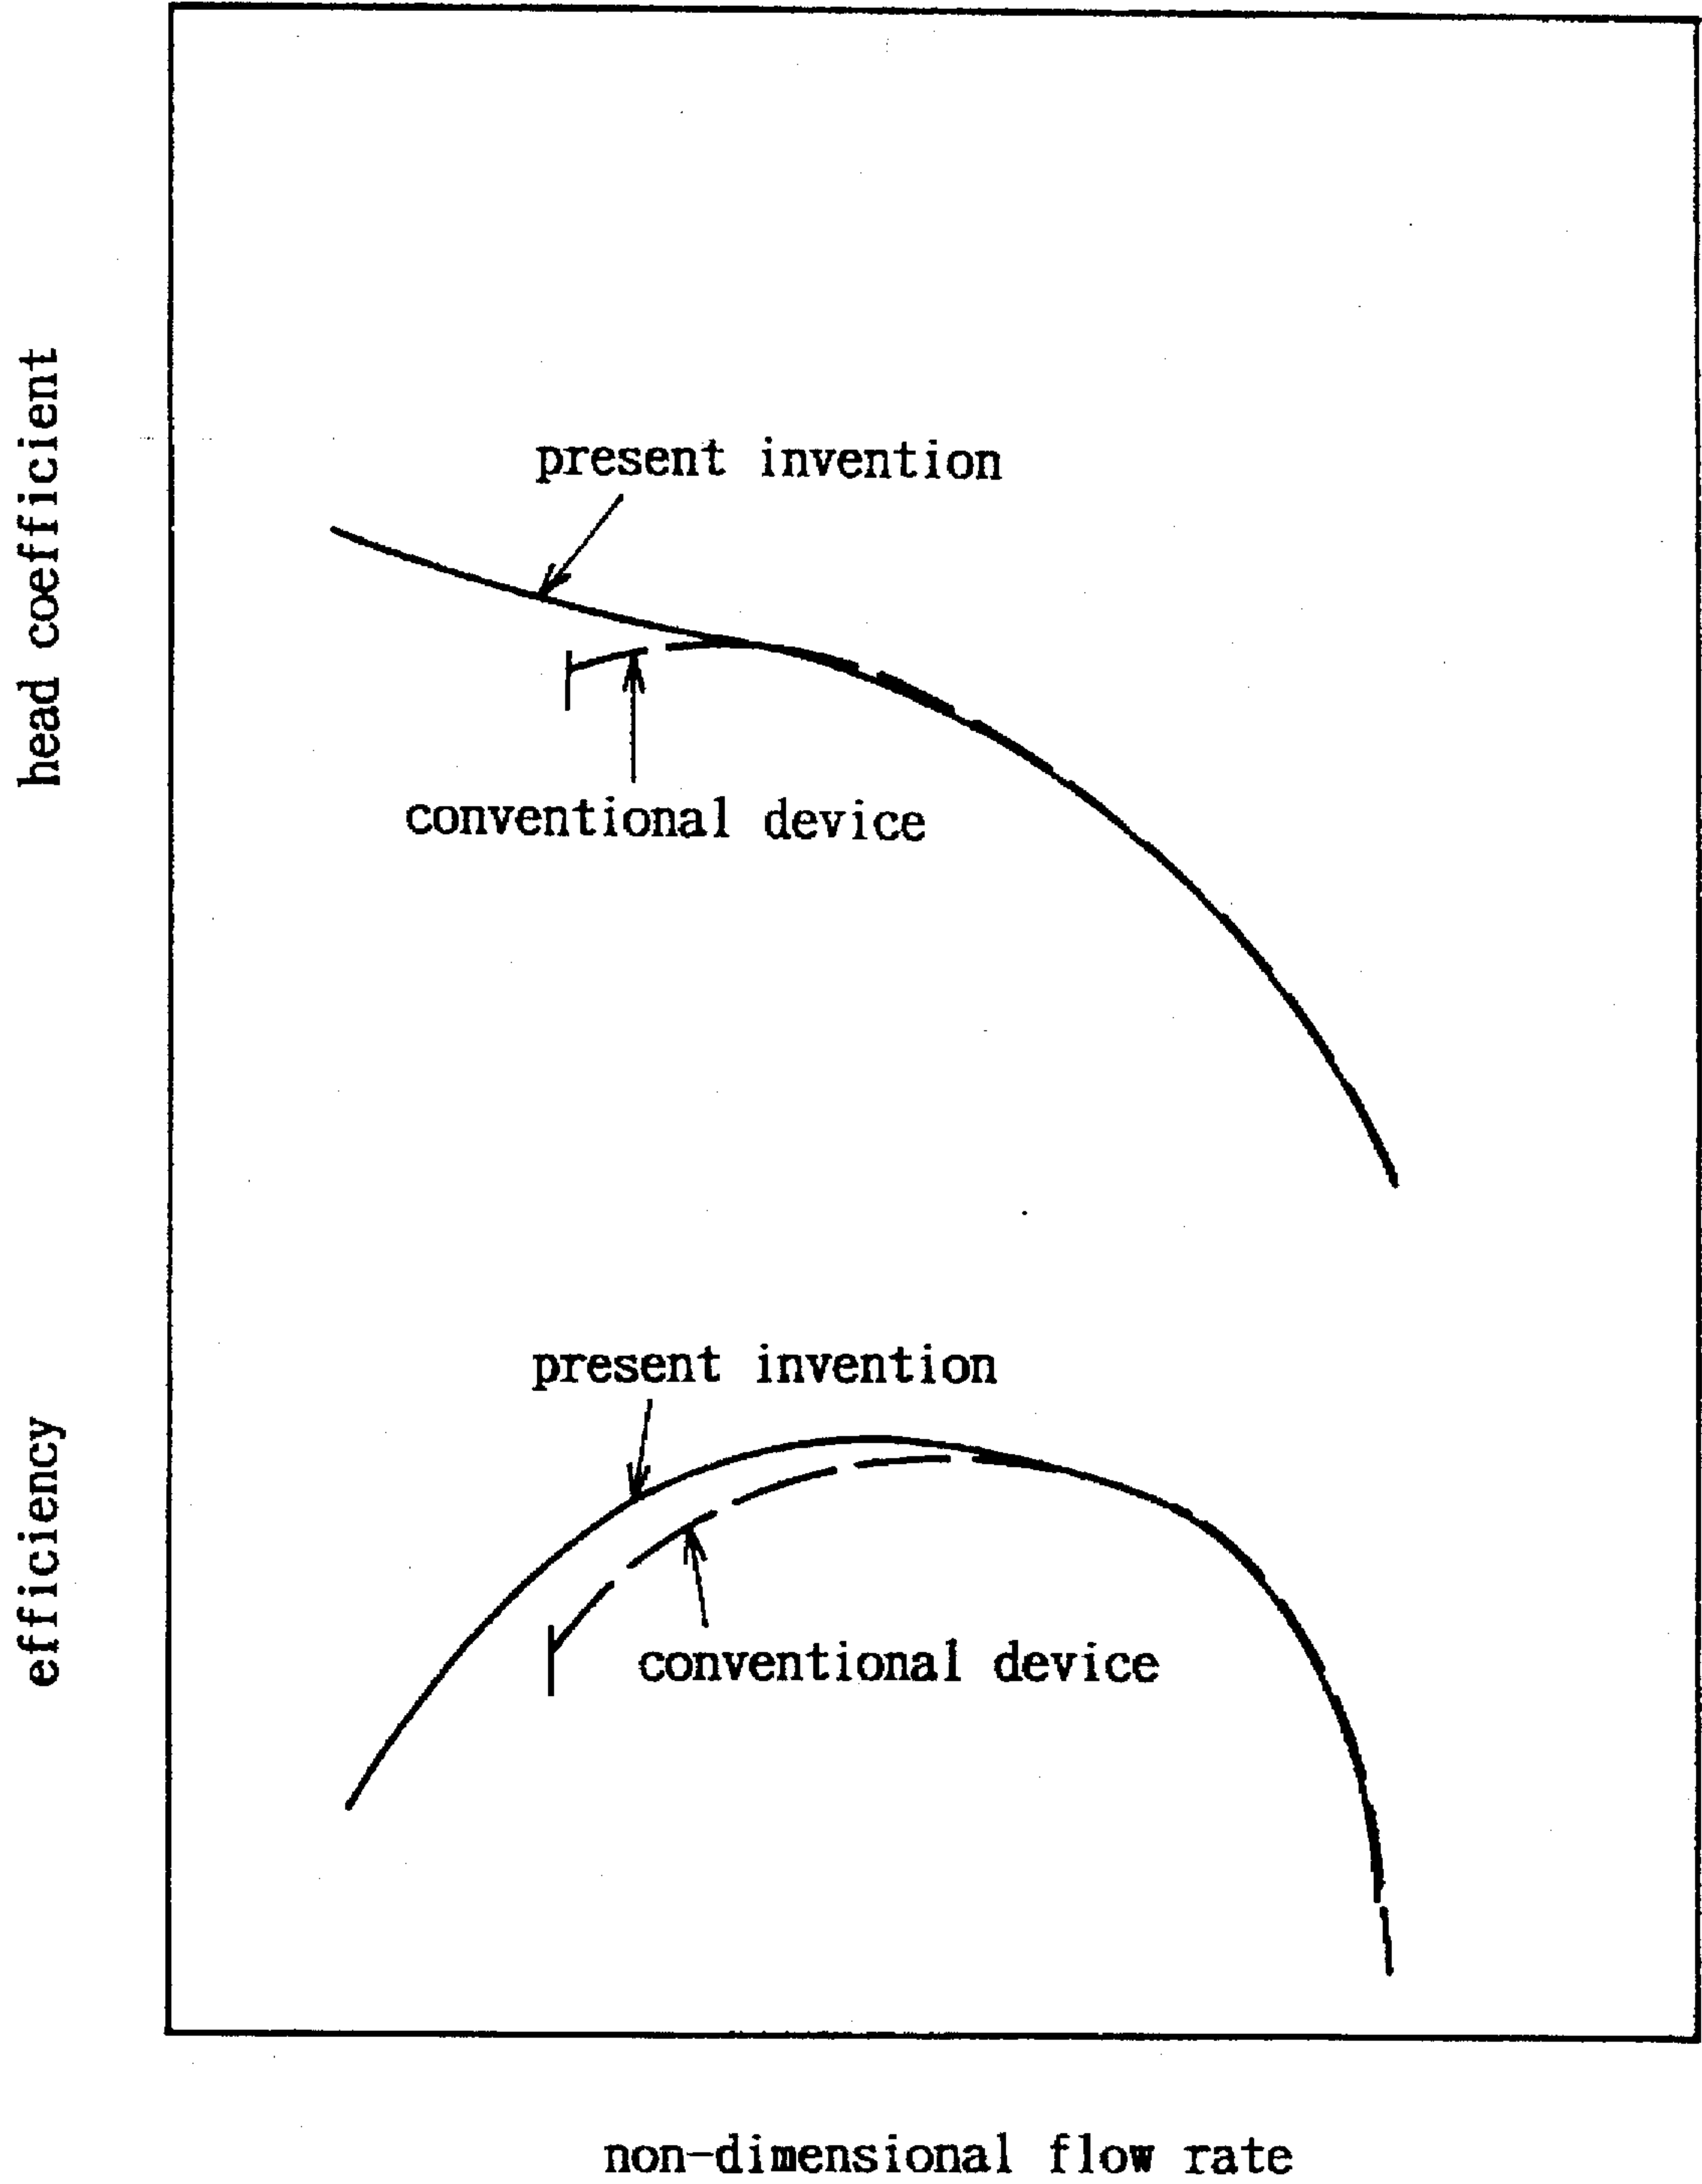 head coefficient
present invention
conventional device
efficiency
present invention
conventional device
non-dimensional flow rate